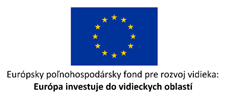 Európsky poľnohospodársky fond pre rozvoj vidieka:
Európa investuje do vidieckych oblastí